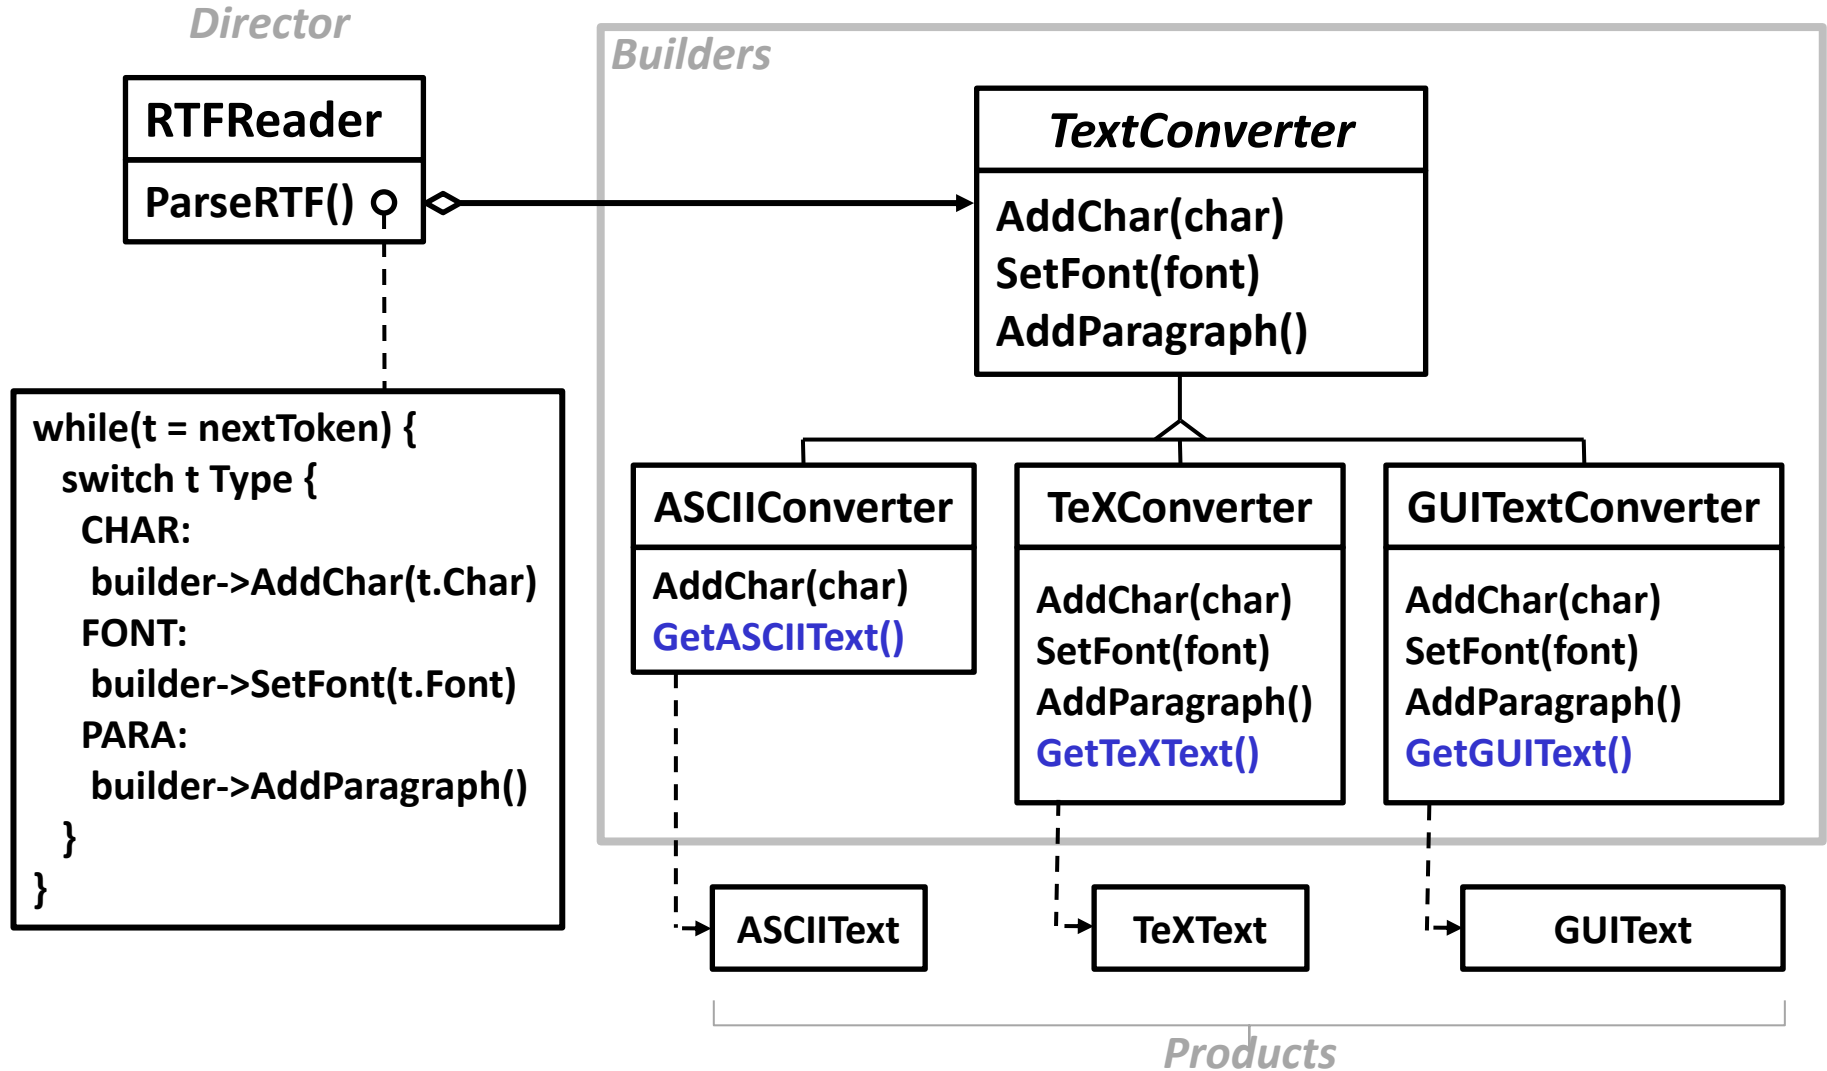 Director
RTFReader
ParseRTF()
while(t = nextToken) {
switch t Type {
CHAR:
builder->AddChar(t.Char)
FONT:
builder->SetFont(t.Font)
PARA:
builder->AddParagraph()
}
}
Builders
TextConverter
AddChar(char)
SetFont(font)
AddParagraph()
ASCIIConverter
AddChar(char)
GetASCIIText()
TeXConverter
AddChar(char)
SetFont(font)
AddParagraph()
GetTeXText()
GUITextConverter
AddChar(char)
SetFont(font)
AddParagraph()
GetGUIText()
ASCIIText
TeXText
GUIText
Products